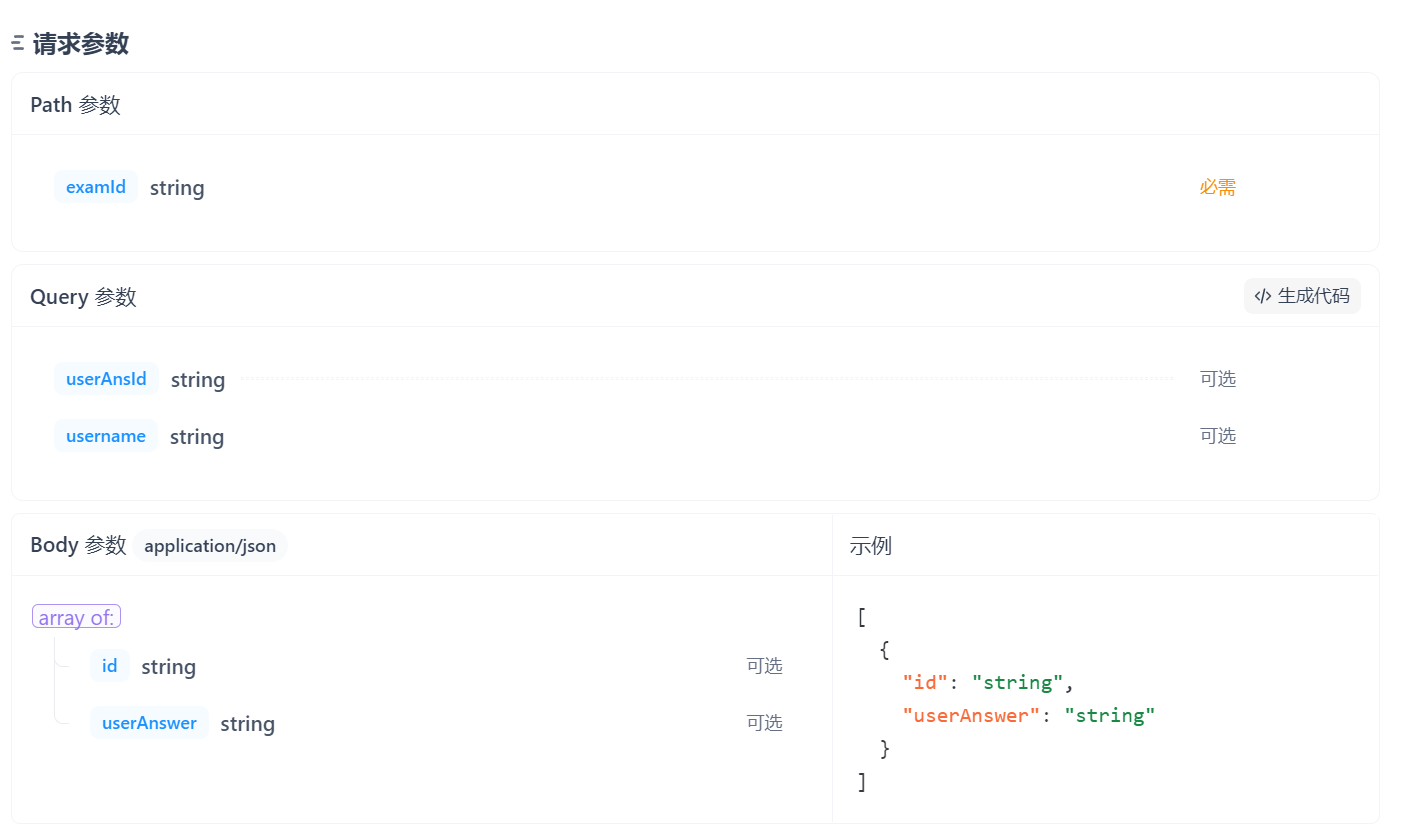 请求参数
Path 参数
examId string 必需
Query 参数 生成代码
userAnsId string 可选
username string 可选
Body 参数 application/json 示例
array of:
id string 可选
userAnswer string 可选
[
{
"id": "string",
"userAnswer": "string"
}
]